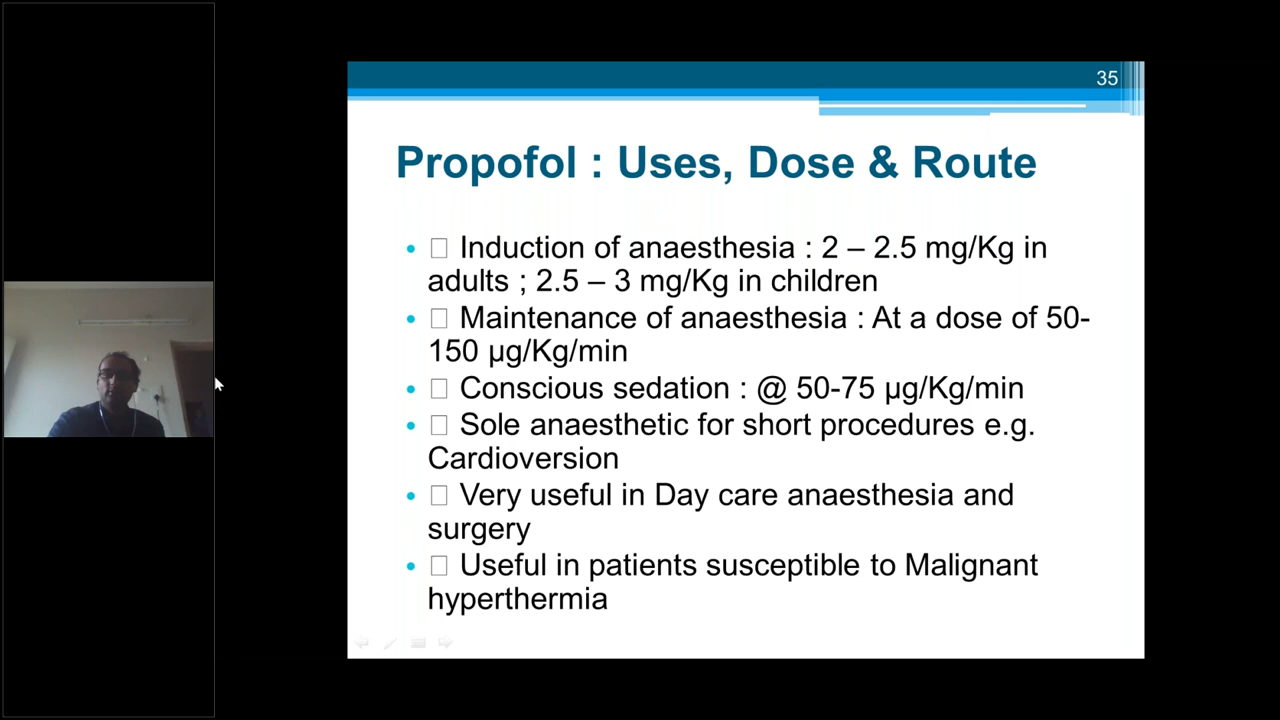 35
Propofol : Uses, Dose & Route
• □ Induction of anaesthesia : 2 – 2.5 mg/Kg in
adults ; 2.5 – 3 mg/Kg in children
• □ Maintenance of anaesthesia : At a dose of 50-
150 µg/Kg/min
• □ Conscious sedation : @ 50-75 µg/Kg/min
• □ Sole anaesthetic for short procedures e.g.
Cardioversion
• □ Very useful in Day care anaesthesia and
surgery
• □ Useful in patients susceptible to Malignant
hyperthermia